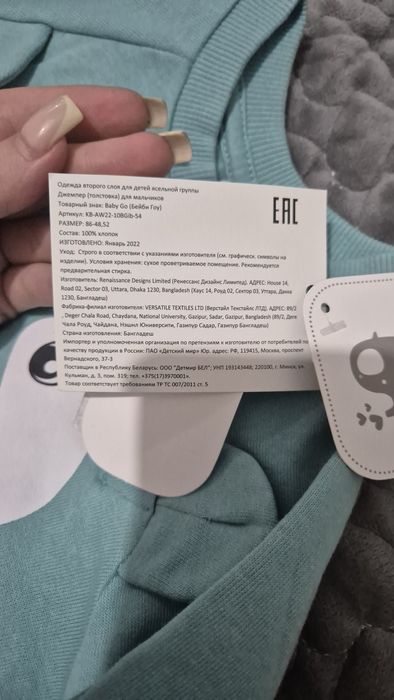 Одежда второго слоя для детей ясельной группы
Джемпер (толстовка) для мальчиков
Товарный знак: Baby Go (Бейби Гоу)
Артикул: KB-AW22-10BGib-54
РАЗМЕР: 86-48,52
Состав: 100% хлопок
ИЗГОТОВЛЕНО: Январь 2022
Уход: Строго в соответствии с указаниями изготовителя (см. графическ. символы на
изделии). Условия хранения: сухое проветриваемое помещение. Рекомендуется
предварительная стирка.
Изготовитель: Renaissance Designs Limited (Ренессанс Дизайнс Лимитед). АДРЕС: House 14,
Road 02, Sector 03, Uttara, Dhaka 1230, Bangladesh (Хаус 14, Роуд 02, Сектор 03, Уттара, Дакка
1230, Бангладеш)
Фабрика-филиал изготовителя: VERSATILE TEXTILES LTD (Верстайл Текстайлс ЛТД). АДРЕС: 89/2
, Deger Chala Road, Chaydana, National University, Gazipur, Sadar, Gazipur, Bangladesh (89/2, Деге
Чала Роуд, Чайдана, Нэшнл Юниверсити, Газипур Садар, Газипур Бангладеш)
Страна изготовления: Бангладеш
Импортер и уполномоченная организация по претензиям к изготовителю от потребителей по
качеству продукции в России: ПАО «Детский мир» Юр. адрес: РФ, 119415, Москва, проспект
Вернадского, 37-3
Поставщик в Республику Беларусь: ООО "Детмир БЕЛ"; УНП 193143448; 220100, г. Минск, ул.
Кульман, д. 3, пом. 319; тел. +375(17)3970001».
Товар соответствует требованиям ТР ТС 007/2011 ст. 5
EAC